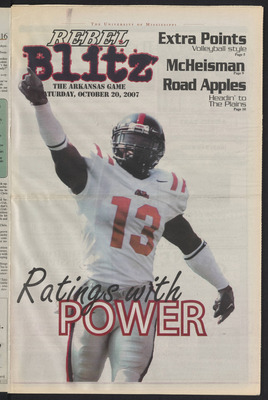 THE UNIVERSITY OF MISSISSIPPI
REBEL
Blitz
THE ARKANSAS GAME
SATURDAY, OCTOBER 20, 2007
Extra Points
Volleyball style
McHeisman
Road Apples
Headin' to
The Plains
13
Ratings with
POWER